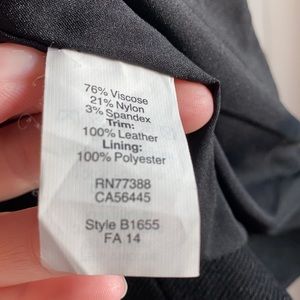 76% Viscose
21% Nylon
3% Spandex
Trim:
100% Leather
Lining:
100% Polyester
RN77388
CA56445
Style B1655
FA 14